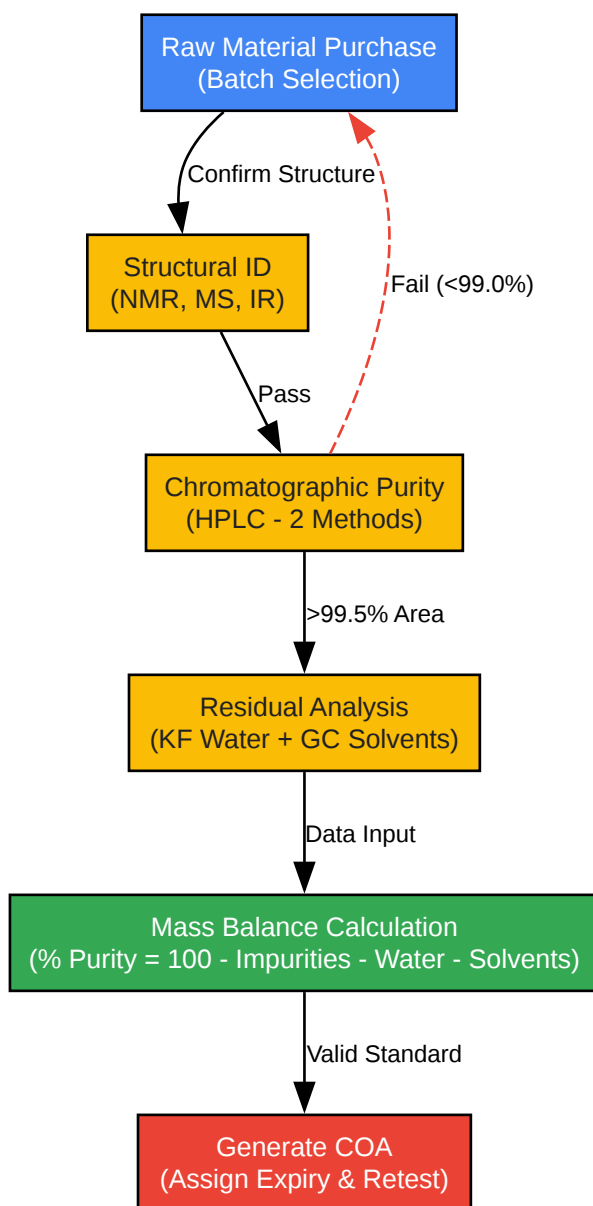 Raw Material Purchase
(Batch Selection)
Confirm Structure
Structural ID
(NMR, MS, IR)
Fail (<99.0%)
Pass
Chromatographic Purity
(HPLC - 2 Methods)
>99.5% Area
Residual Analysis
(KF Water + GC Solvents)
Data Input
Mass Balance Calculation
(% Purity = 100 - Impurities - Water - Solvents)
Valid Standard
Generate COA
(Assign Expiry & Retest)